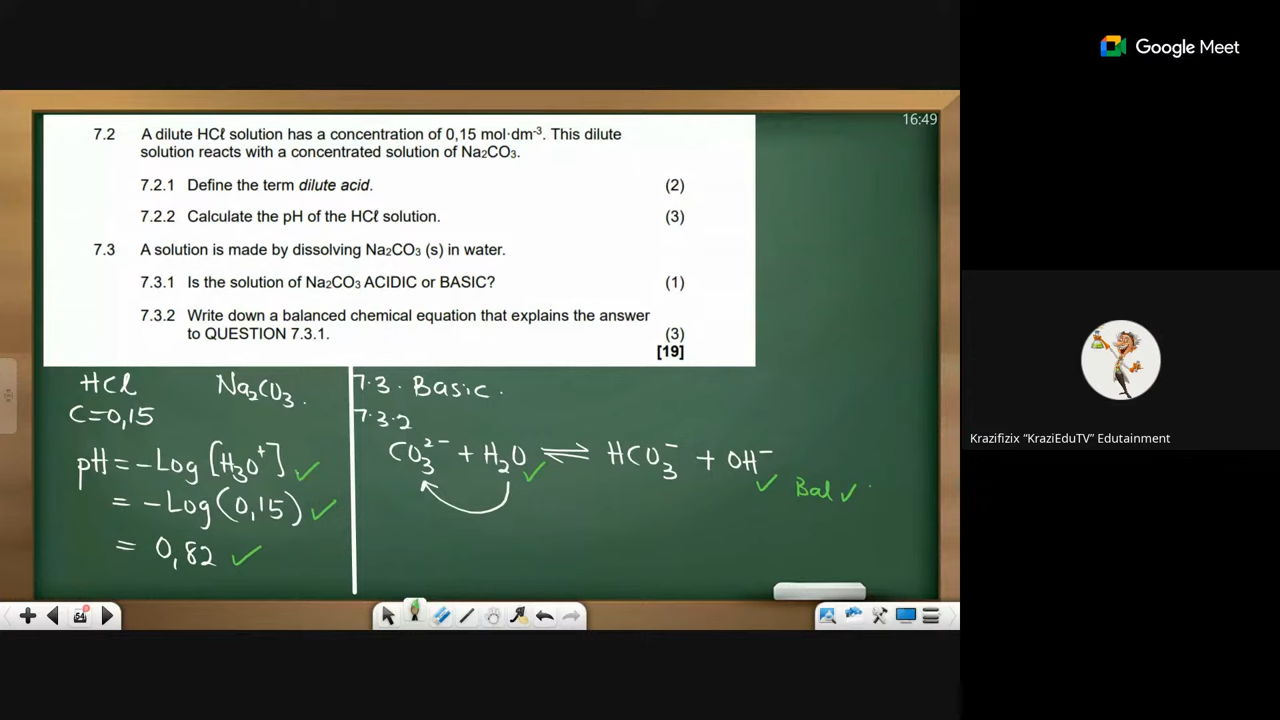 Google Meet
16:49
7.2 A dilute HCℓ solution has a concentration of 0,15 mol·dm⁻³. This dilute
solution reacts with a concentrated solution of Na₂CO₃.
7.2.1 Define the term dilute acid. (2)
7.2.2 Calculate the pH of the HCℓ solution. (3)
7.3 A solution is made by dissolving Na₂CO₃ (s) in water.
7.3.1 Is the solution of Na₂CO₃ ACIDIC or BASIC? (1)
7.3.2 Write down a balanced chemical equation that explains the answer
to QUESTION 7.3.1. (3)
[19]
HCl Na₂CO₃.
C=0,15
pH = -Log [H₃O⁺] ✓
= -Log (0,15) ✓
= 0,82 ✓
7.3. Basic.
7.3.2
CO₃²⁻ + H₂O ⇌ HCO₃⁻ + OH⁻
✓ ✓ Bal ✓
54
Krazifizix “KraziEduTV” Edutainment